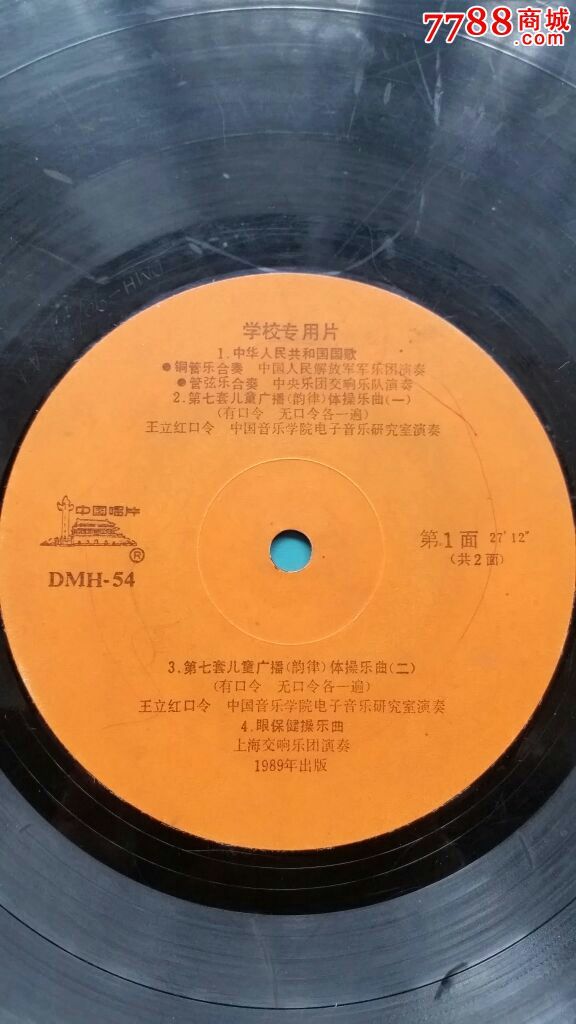 7788商城
.com
学校专用片
1.中华人民共和国国歌
●铜管乐合奏 中国人民解放军军乐团演奏
●管弦乐合奏 中央乐团交响乐队演奏
2.第七套儿童广播(韵律)体操乐曲(一)
(有口令 无口令各一遍)
王立红口令 中国音乐学院电子音乐研究室演奏
中国唱片
®
DMH-54
第1面 27′12″
(共2面)
3.第七套儿童广播(韵律)体操乐曲(二)
(有口令 无口令各一遍)
王立红口令 中国音乐学院电子音乐研究室演奏
4.眼保健操乐曲
上海交响乐团演奏
1989年出版